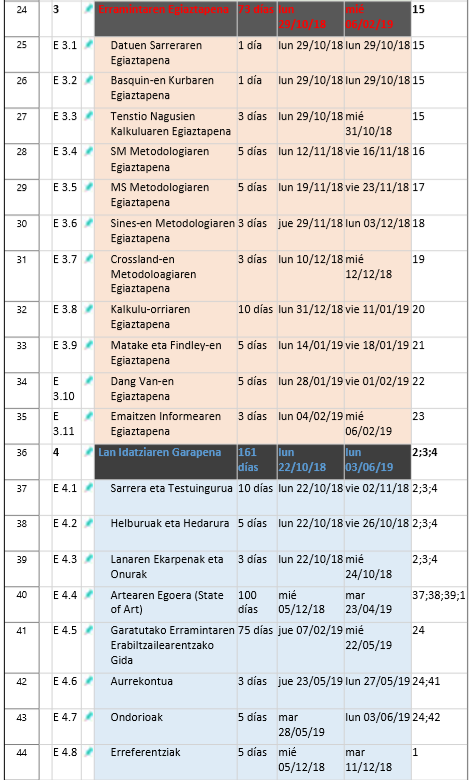 24 3 Erramintaren Egiaztapena 73 días lun 29/10/18 mié 06/02/19 15
25 E 3.1 Datuen Sarreraren Egiaztapena 1 día lun 29/10/18 lun 29/10/18 15
26 E 3.2 Basquin-en Kurbaren Egiaztapena 1 día lun 29/10/18 lun 29/10/18 15
27 E 3.3 Tenstio Nagusien Kalkuluaren Egiaztapena 3 días lun 29/10/18 mié 31/10/18 15
28 E 3.4 SM Metodologiaren Egiaztapena 5 días lun 12/11/18 vie 16/11/18 16
29 E 3.5 MS Metodologiaren Egiaztapena 5 días lun 19/11/18 vie 23/11/18 17
30 E 3.6 Sines-en Metodologiaren Egiaztapena 3 días jue 29/11/18 lun 03/12/18 18
31 E 3.7 Crossland-en Metodoloagiaren Egiaztapena 3 días lun 10/12/18 mié 12/12/18 19
32 E 3.8 Kalkulu-orriaren Egiaztapena 10 días lun 31/12/18 vie 11/01/19 20
33 E 3.9 Matake eta Findley-en Egiaztapena 5 días lun 14/01/19 vie 18/01/19 21
34 E 3.10 Dang Van-en Egiaztapena 5 días lun 28/01/19 vie 01/02/19 22
35 E 3.11 Emaitzen Informearen Egiaztapena 3 días lun 04/02/19 mié 06/02/19 23
36 4 Lan Idatziaren Garapena 161 días lun 22/10/18 lun 03/06/19 2;3;4
37 E 4.1 Sarrera eta Testuingurua 10 días lun 22/10/18 vie 02/11/18 2;3;4
38 E 4.2 Helburuak eta Hedarura 5 días lun 22/10/18 vie 26/10/18 2;3;4
39 E 4.3 Lanaren Ekarpenak eta Onurak 3 días lun 22/10/18 mié 24/10/18 2;3;4
40 E 4.4 Artearen Egoera (State of Art) 100 días mié 05/12/18 mar 23/04/19 37;38;39;1
41 E 4.5 Garatutako Erramintaren Erabiltzailearentzako Gida 75 días jue 07/02/19 mié 22/05/19 24
42 E 4.6 Aurrekontua 3 días jue 23/05/19 lun 27/05/19 24;41
43 E 4.7 Ondorioak 5 días mar 28/05/19 lun 03/06/19 24;42
44 E 4.8 Erreferentziak 5 días mié 05/12/18 mar 11/12/18 1